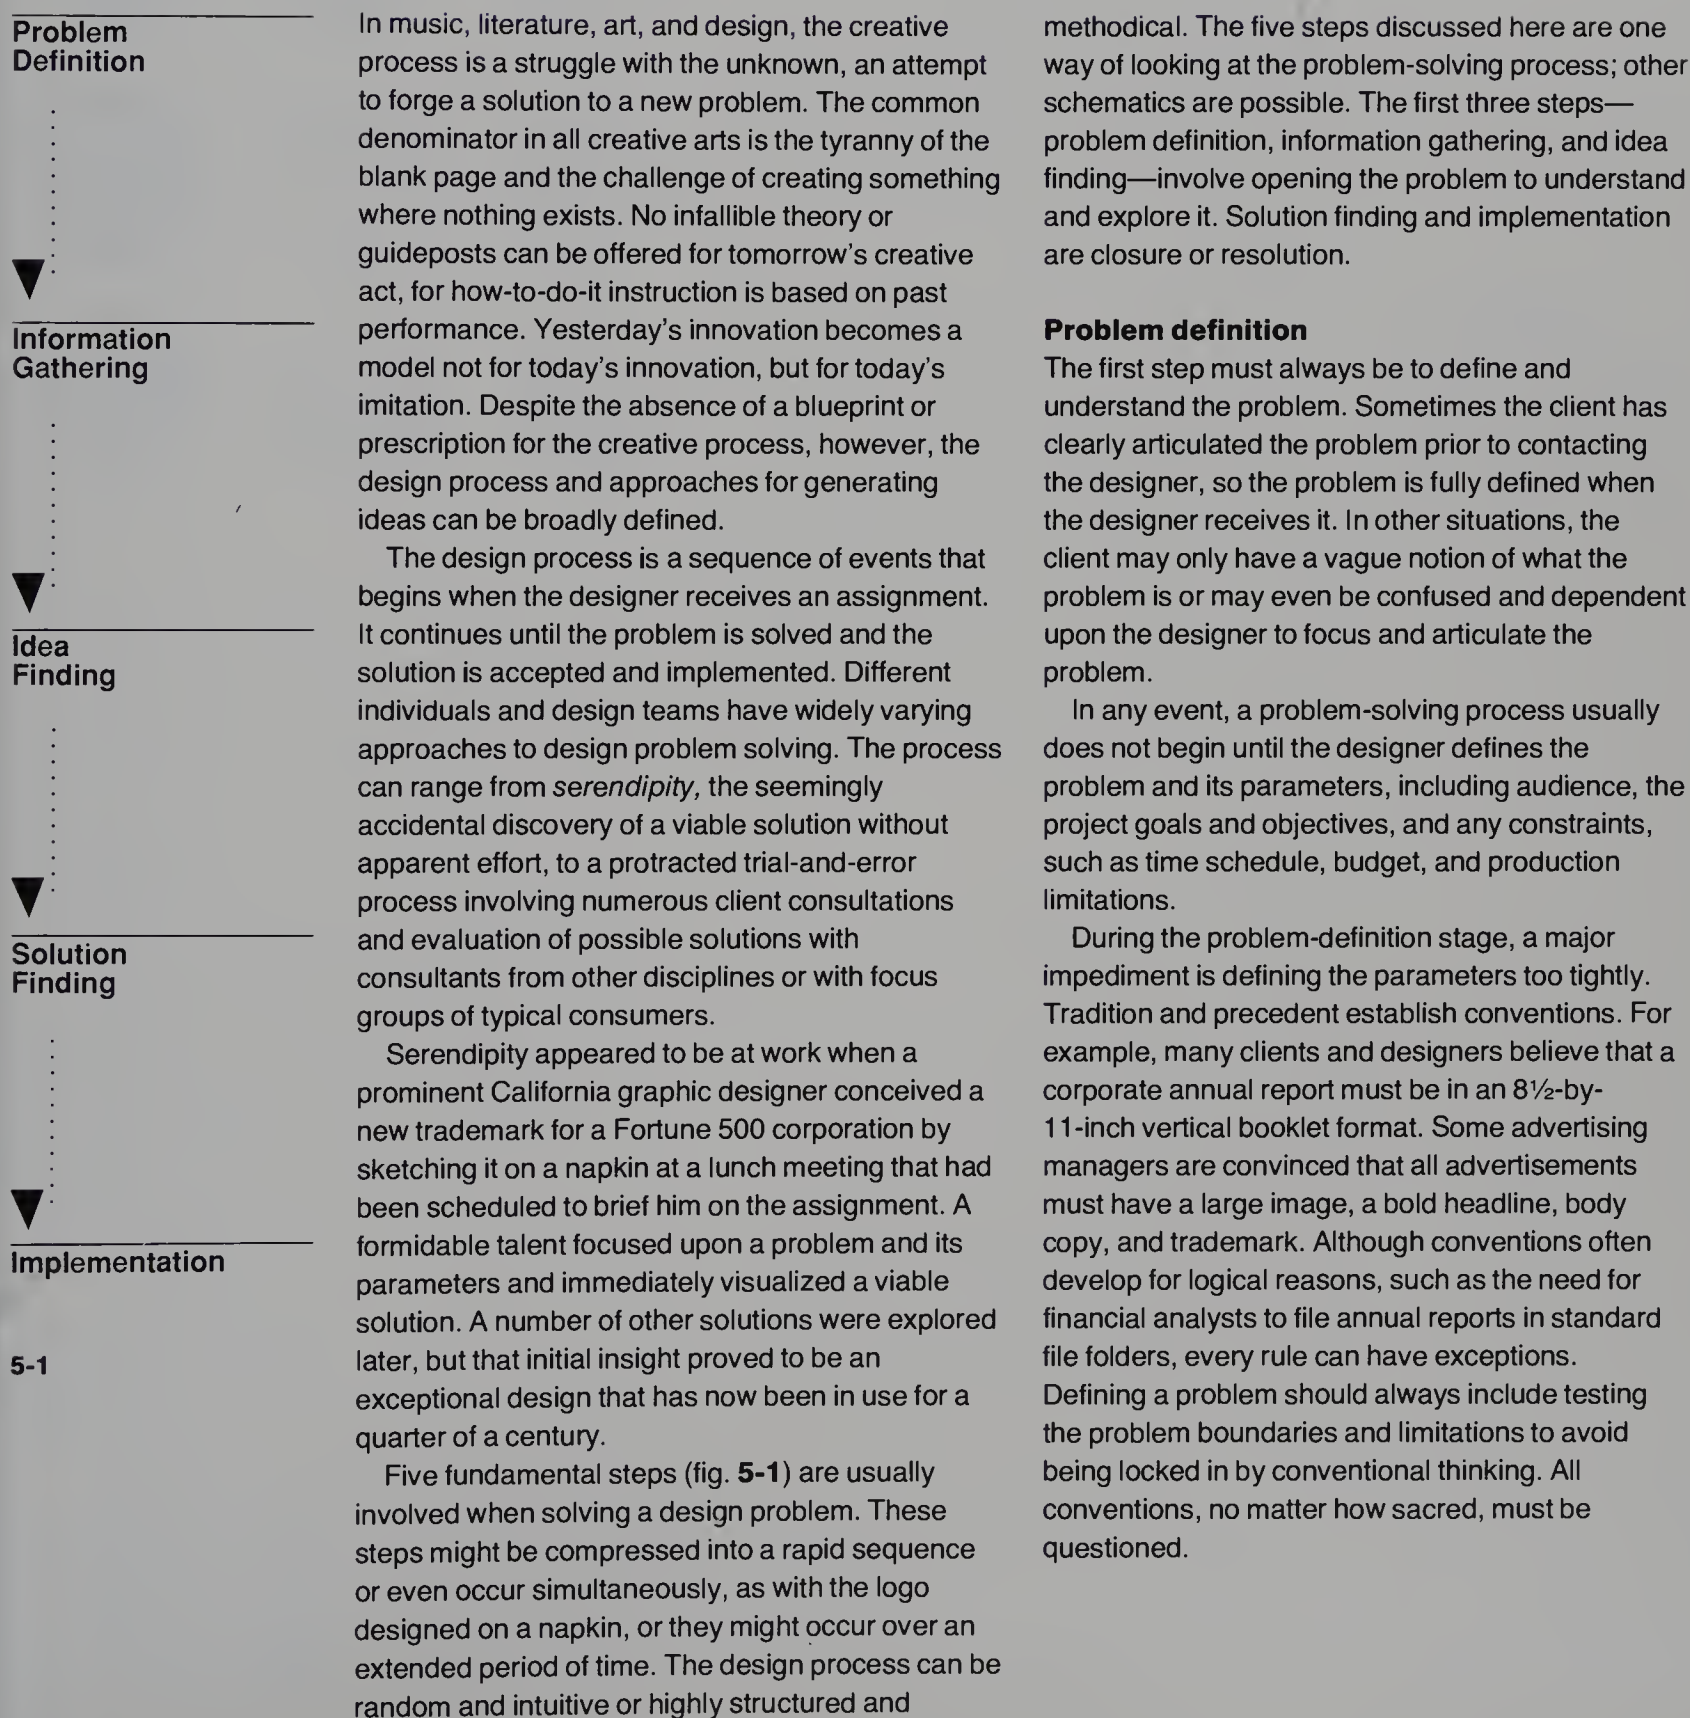 Problem
Definition
Information
Gathering
Idea
Finding
Solution
Finding
Implementation
5-1
In music, literature, art, and design, the creative
process is a struggle with the unknown, an attempt
to forge a solution to a new problem. The common
denominator in all creative arts is the tyranny of the
blank page and the challenge of creating something
where nothing exists. No infallible theory or
guideposts can be offered for tomorrow's creative
act, for how-to-do-it instruction is based on past
performance. Yesterday's innovation becomes a
model not for today's innovation, but for today's
imitation. Despite the absence of a blueprint or
prescription for the creative process, however, the
design process and approaches for generating
ideas can be broadly defined.
The design process is a sequence of events that
begins when the designer receives an assignment.
It continues until the problem is solved and the
solution is accepted and implemented. Different
individuals and design teams have widely varying
approaches to design problem solving. The process
can range from serendipity, the seemingly
accidental discovery of a viable solution without
apparent effort, to a protracted trial-and-error
process involving numerous client consultations
and evaluation of possible solutions with
consultants from other disciplines or with focus
groups of typical consumers.
Serendipity appeared to be at work when a
prominent California graphic designer conceived a
new trademark for a Fortune 500 corporation by
sketching it on a napkin at a lunch meeting that had
been scheduled to brief him on the assignment. A
formidable talent focused upon a problem and its
parameters and immediately visualized a viable
solution. A number of other solutions were explored
later, but that initial insight proved to be an
exceptional design that has now been in use for a
quarter of a century.
Five fundamental steps (fig. 5-1) are usually
involved when solving a design problem. These
steps might be compressed into a rapid sequence
or even occur simultaneously, as with the logo
designed on a napkin, or they might occur over an
extended period of time. The design process can be
random and intuitive or highly structured and
methodical. The five steps discussed here are one
way of looking at the problem-solving process; other
schematics are possible. The first three steps—
problem definition, information gathering, and idea
finding—involve opening the problem to understand
and explore it. Solution finding and implementation
are closure or resolution.
Problem definition
The first step must always be to define and
understand the problem. Sometimes the client has
clearly articulated the problem prior to contacting
the designer, so the problem is fully defined when
the designer receives it. In other situations, the
client may only have a vague notion of what the
problem is or may even be confused and dependent
upon the designer to focus and articulate the
problem.
In any event, a problem-solving process usually
does not begin until the designer defines the
problem and its parameters, including audience, the
project goals and objectives, and any constraints,
such as time schedule, budget, and production
limitations.
During the problem-definition stage, a major
impediment is defining the parameters too tightly.
Tradition and precedent establish conventions. For
example, many clients and designers believe that a
corporate annual report must be in an 8½-by-
11-inch vertical booklet format. Some advertising
managers are convinced that all advertisements
must have a large image, a bold headline, body
copy, and trademark. Although conventions often
develop for logical reasons, such as the need for
financial analysts to file annual reports in standard
file folders, every rule can have exceptions.
Defining a problem should always include testing
the problem boundaries and limitations to avoid
being locked in by conventional thinking. All
conventions, no matter how sacred, must be
questioned.